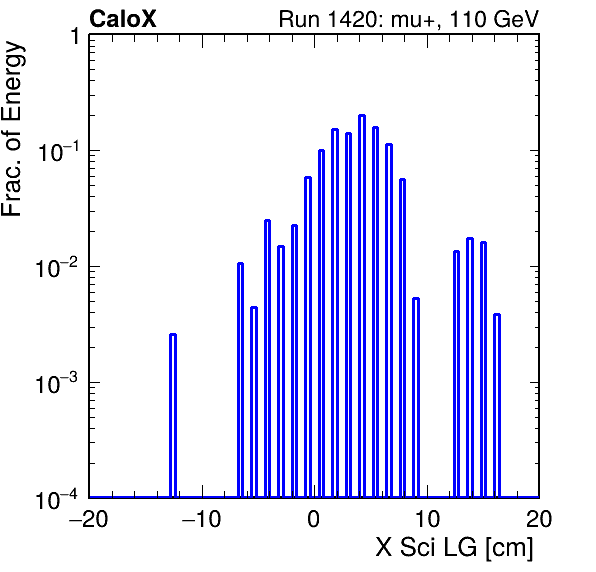 CaloX Run 1420: mu+, 110 GeV
Frac. of Energy
1
10⁻¹
10⁻²
10⁻³
10⁻⁴
−20 −10 0 10 20
X Sci LG [cm]